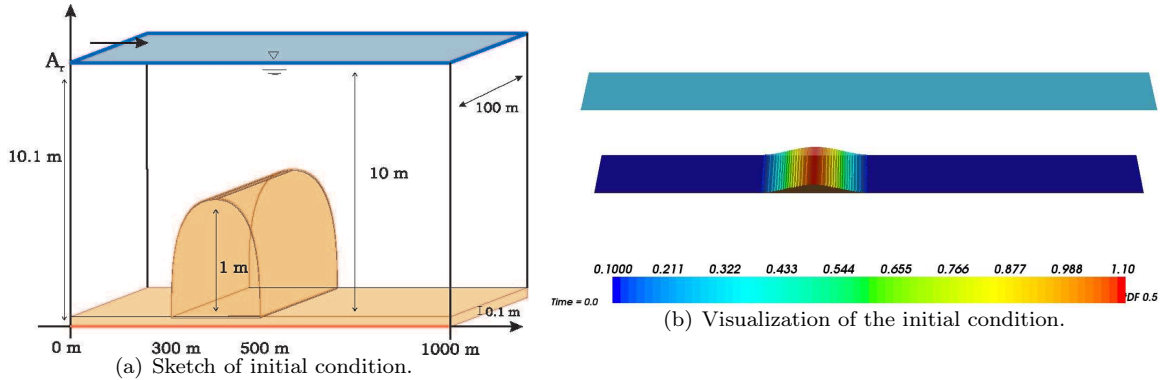 A_r
100 m
10.1 m
10 m
1 m
0.1 m
0 m
300 m
500 m
1000 m
(a) Sketch of initial condition.
0.1000 0.211 0.322 0.433 0.544 0.655 0.766 0.877 0.988 1.10
Time = 0.0
PDF 0.5
(b) Visualization of the initial condition.